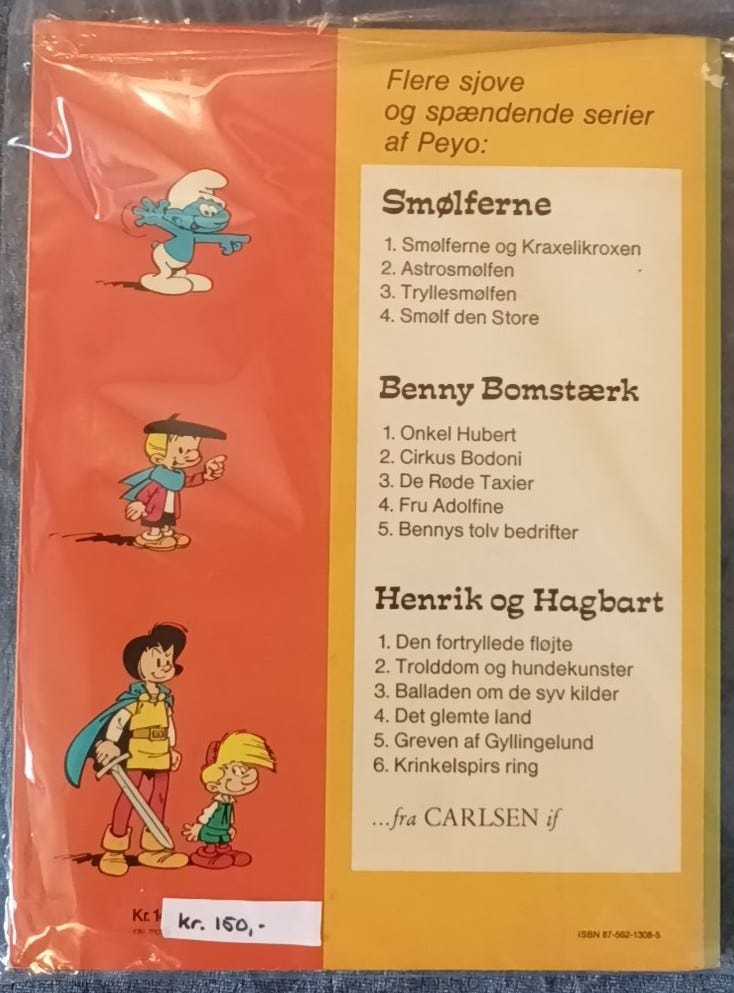 Flere sjove
og spændende serier
af Peyo:
Smølferne
1. Smølferne og Kraxelikroxen
2. Astrosmølfen
3. Tryllesmølfen
4. Smølf den Store
Benny Bomstærk
1. Onkel Hubert
2. Cirkus Bodoni
3. De Røde Taxier
4. Fru Adolfine
5. Bennys tolv bedrifter
Henrik og Hagbart
1. Den fortryllede fløjte
2. Trolddom og hundekunster
3. Balladen om de syv kilder
4. Det glemte land
5. Greven af Gyllingelund
6. Krinkelspirs ring
...fra CARLSEN if
Kr.
kr. 150,-
ISBN 87-562-1308-5